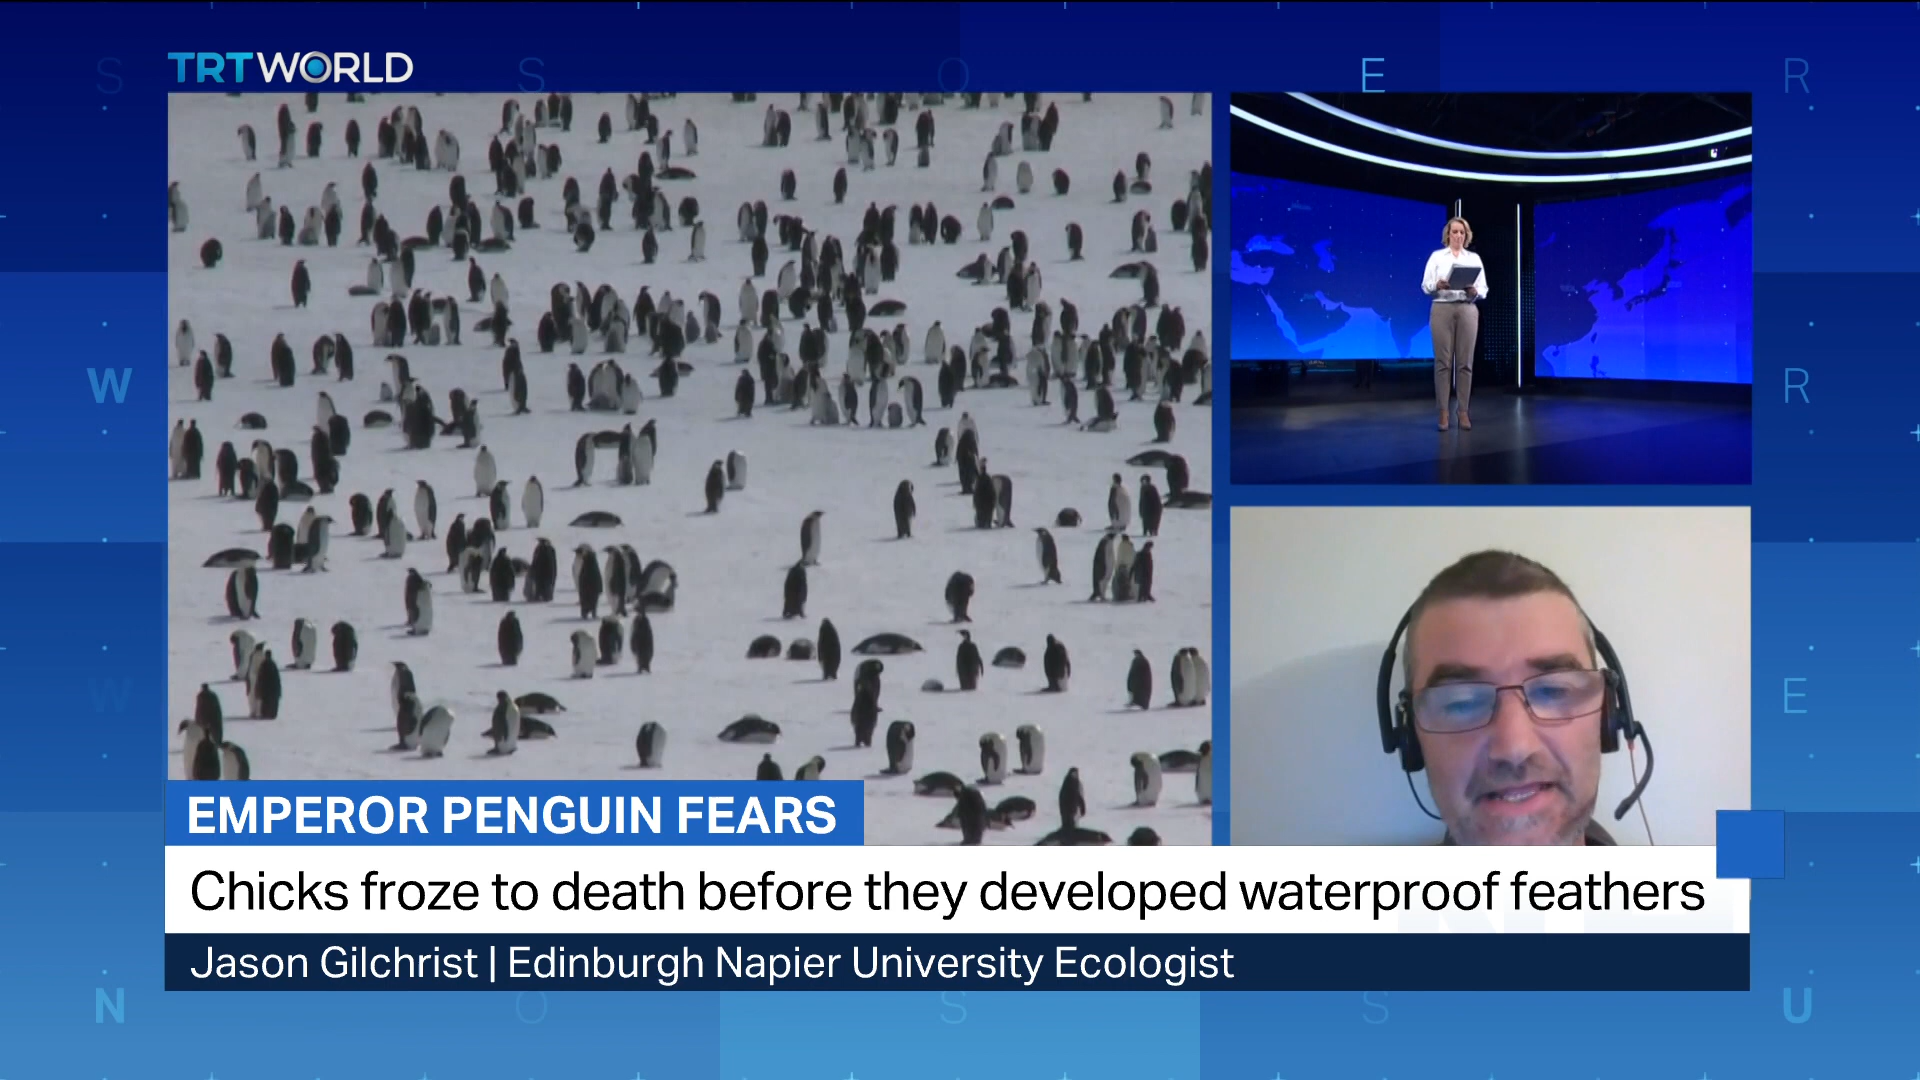 S S O E R
TRT WORLD
W R
W E
EMPEROR PENGUIN FEARS
Chicks froze to death before they developed waterproof feathers
Jason Gilchrist | Edinburgh Napier University Ecologist
N O S S U